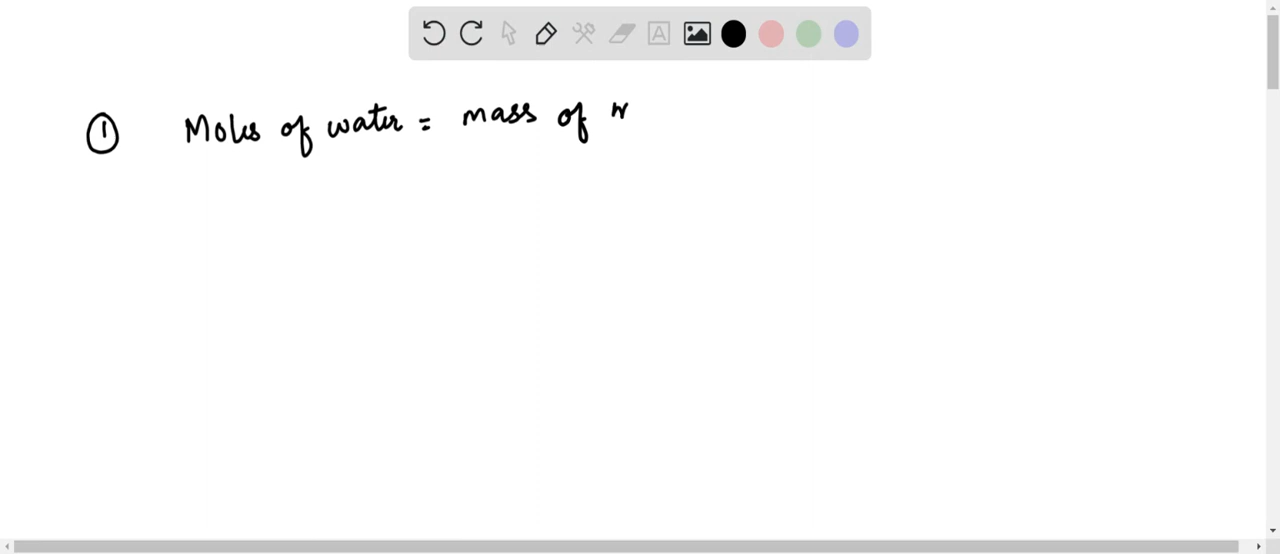 ① Moles of water = mass of w